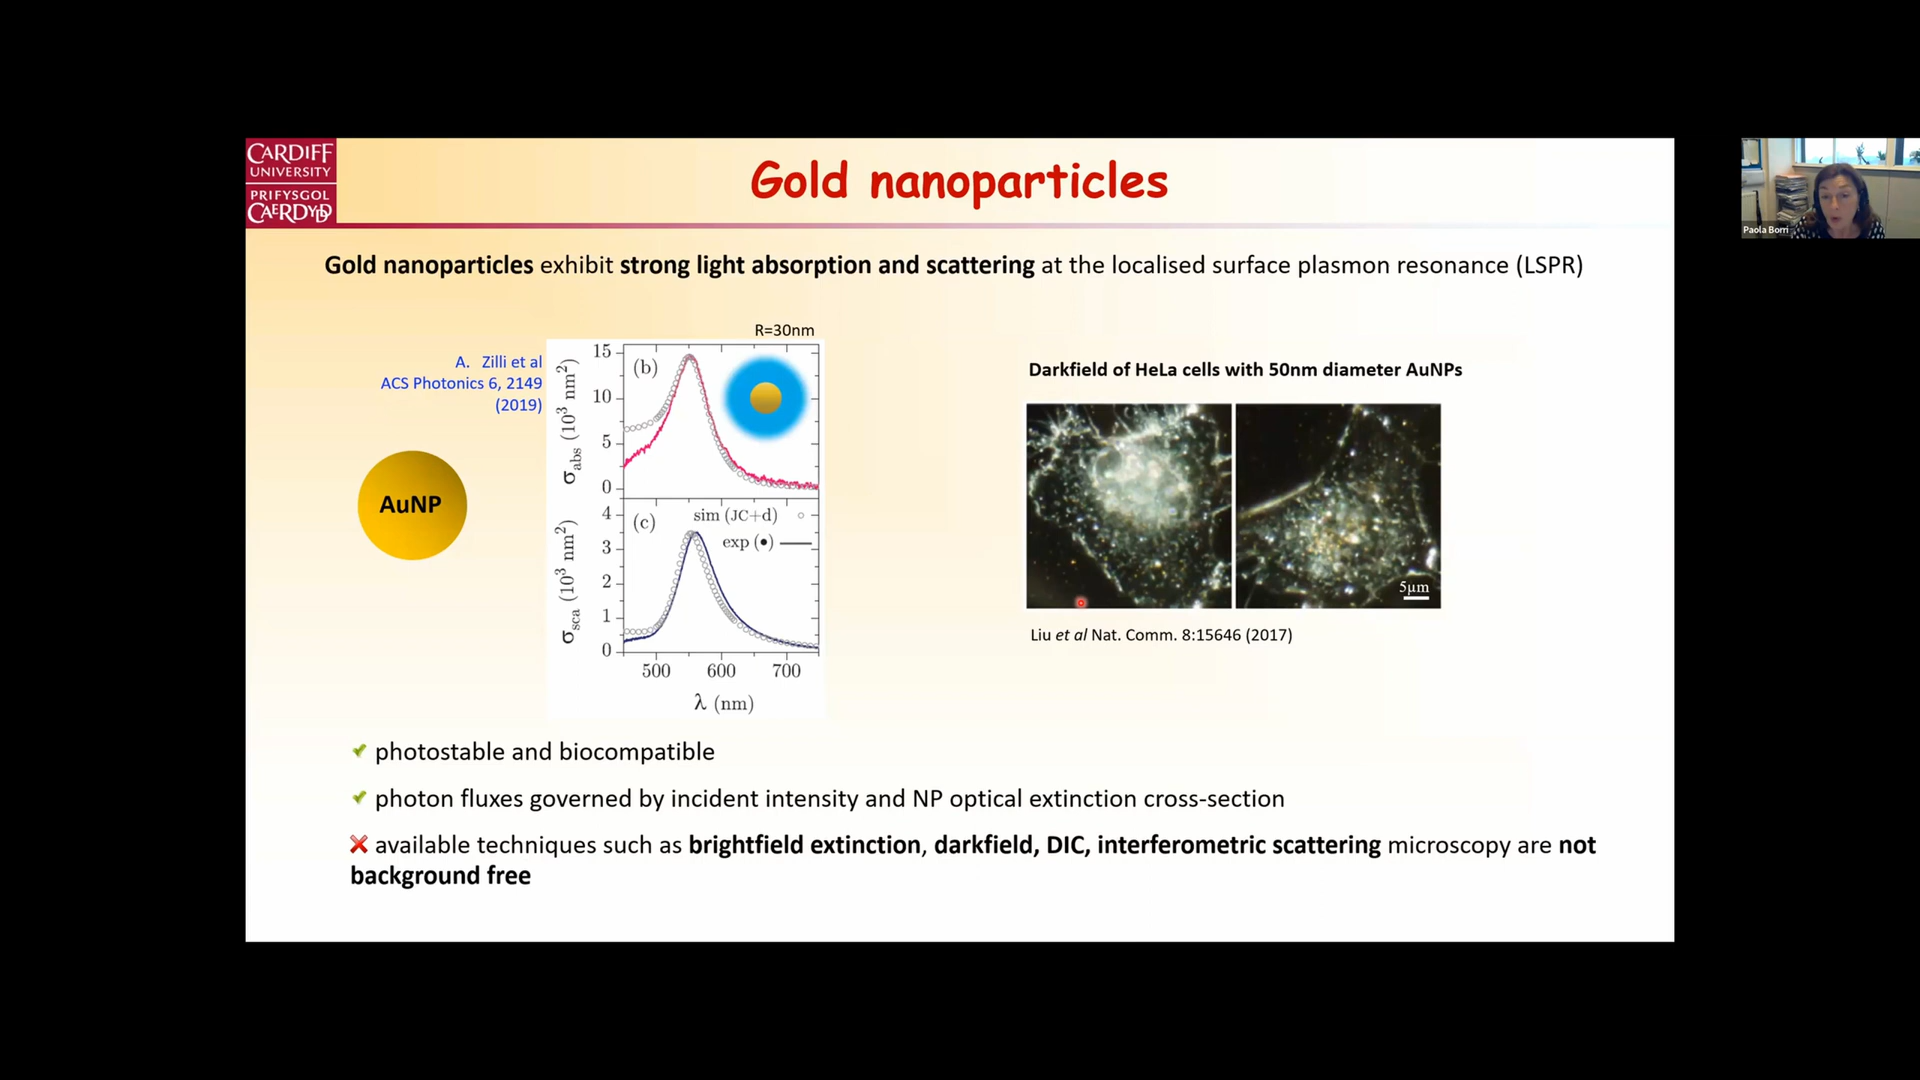 CARDIFF
UNIVERSITY
PRIFYSGOL
CAERDYDD
Gold nanoparticles
Paola Borri
Gold nanoparticles exhibit strong light absorption and scattering at the localised surface plasmon resonance (LSPR)
R=30nm
A. Zilli et al
ACS Photonics 6, 2149
(2019)
AuNP
σabs (10³ nm²)
15
10
5
0
(b)
σsca (10³ nm²)
4
3
2
1
0
(c)
sim (JC+d) ○
exp (•) —
500 600 700
λ (nm)
Darkfield of HeLa cells with 50nm diameter AuNPs
5μm
Liu et al Nat. Comm. 8:15646 (2017)
photostable and biocompatible
photon fluxes governed by incident intensity and NP optical extinction cross-section
available techniques such as brightfield extinction, darkfield, DIC, interferometric scattering microscopy are not
background free